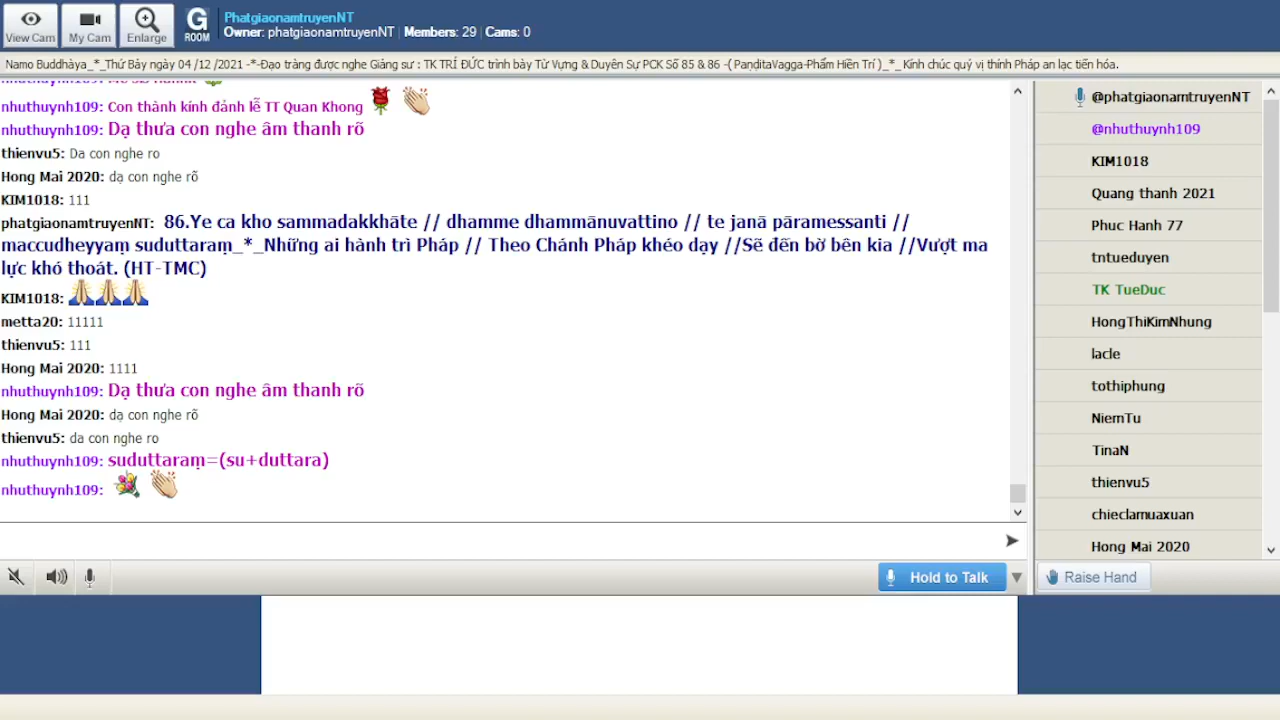 View Cam
My Cam
Enlarge
G
ROOM
PhatgiaonamtruyenNT
Owner: phatgiaonamtruyenNT | Members: 29 | Cams: 0
Namo Buddhàya_*_Thứ Bảy ngày 04 /12 /2021 -*-Đạo tràng được nghe Giảng sư : TK TRÍ ĐỨC trình bày Từ Vựng & Duyên Sự PCK Số 85 & 86 -( PaṇḍitaVagga-Phẩm Hiền Trí )_*_ Kính chúc quý vị thính Pháp an lạc tiến hóa.
nhuthuynh109: Con thành kính đảnh lễ TT Quan Khong
nhuthuynh109: Dạ thưa con nghe âm thanh rõ
thienvu5: Da con nghe ro
Hong Mai 2020: dạ con nghe rõ
KIM1018: 111
phatgiaonamtruyenNT: 86.Ye ca kho sammadakkhāte // dhamme dhammānuvattino // te janā pāramessanti //
maccudheyyaṃ suduttaraṃ_*_Những ai hành trì Pháp // Theo Chánh Pháp khéo dạy //Sẽ đến bờ bên kia //Vượt ma
lực khó thoát. (HT-TMC)
KIM1018:
metta20: 11111
thienvu5: 111
Hong Mai 2020: 1111
nhuthuynh109: Dạ thưa con nghe âm thanh rõ
Hong Mai 2020: dạ con nghe rõ
thienvu5: da con nghe ro
nhuthuynh109: suduttaraṃ=(su+duttara)
nhuthuynh109:
@phatgiaonamtruyenNT
@nhuthuynh109
KIM1018
Quang thanh 2021
Phuc Hanh 77
tntueduyen
TK TueDuc
HongThiKimNhung
lacle
tothiphung
NiemTu
TinaN
thienvu5
chieclamuaxuan
Hong Mai 2020
Hold to Talk
Raise Hand